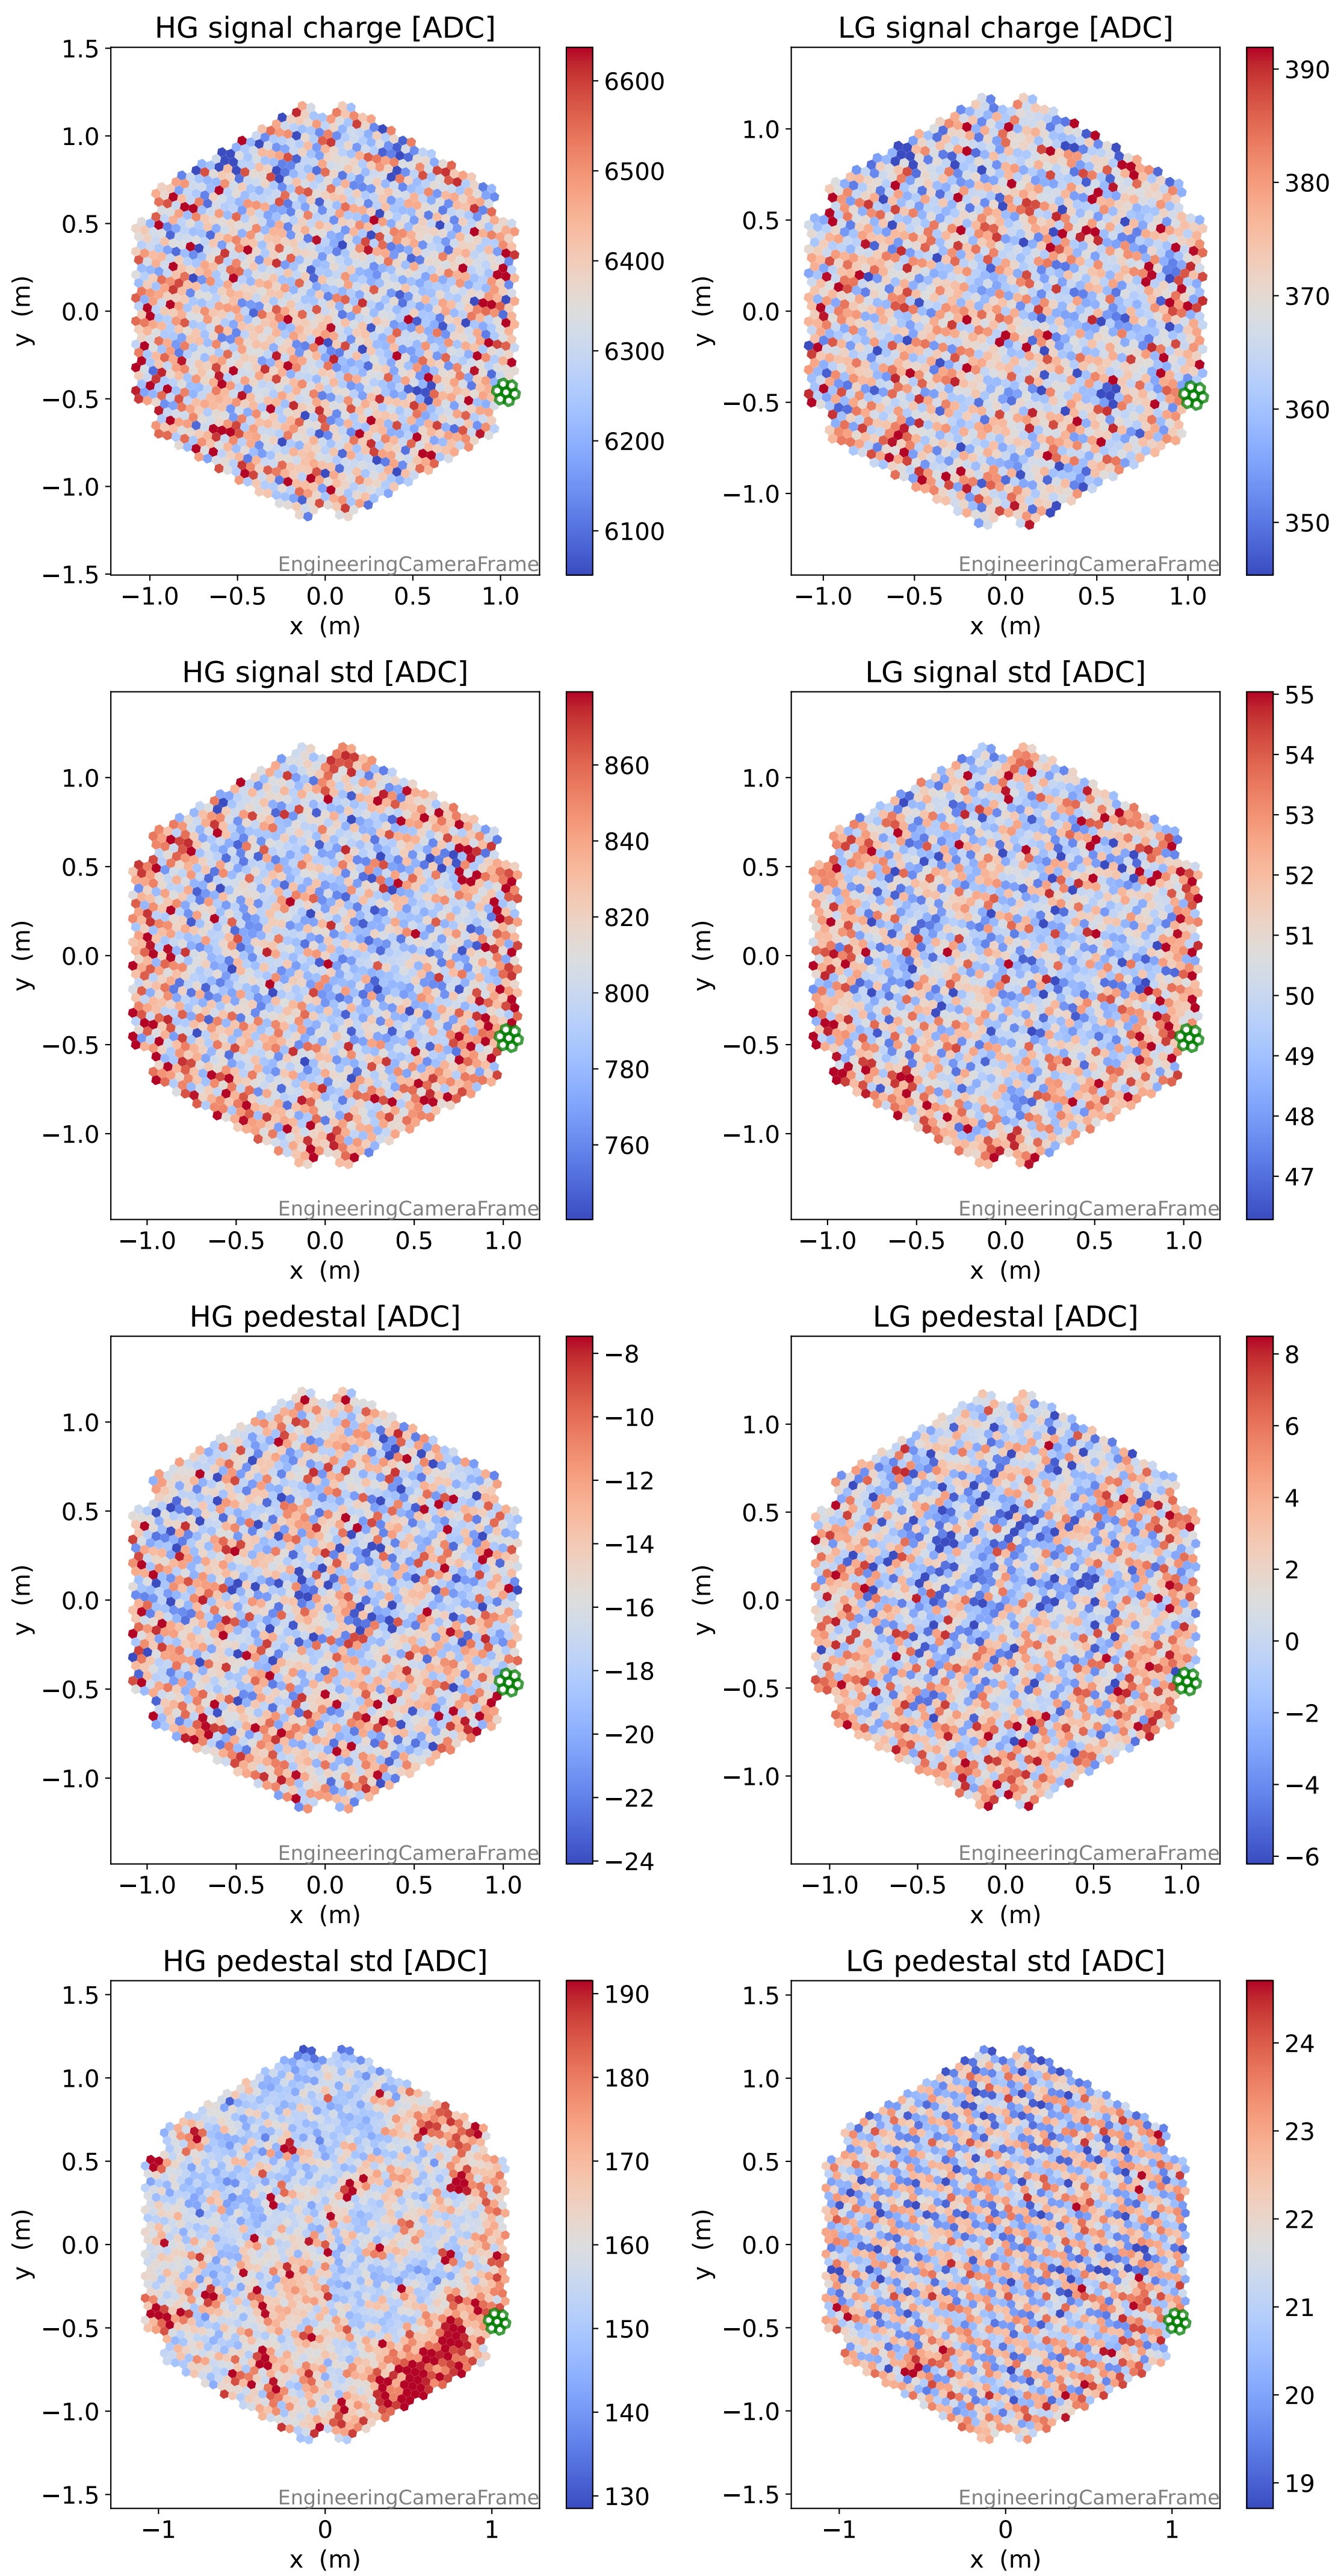 HG signal charge [ADC]
LG signal charge [ADC]
1.5
1.0
0.5
0.0
−0.5
−1.0
−1.5
y (m)
−1.0 −0.5 0.0 0.5 1.0
x (m)
EngineeringCameraFrame
6600
6500
6400
6300
6200
6100
1.0
0.5
0.0
−0.5
−1.0
y (m)
−1.0 −0.5 0.0 0.5 1.0
x (m)
EngineeringCameraFrame
390
380
370
360
350
HG signal std [ADC]
LG signal std [ADC]
1.0
0.5
0.0
−0.5
−1.0
y (m)
−1.0 −0.5 0.0 0.5 1.0
x (m)
EngineeringCameraFrame
860
840
820
800
780
760
1.0
0.5
0.0
−0.5
−1.0
y (m)
−1.0 −0.5 0.0 0.5 1.0
x (m)
EngineeringCameraFrame
55
54
53
52
51
50
49
48
47
HG pedestal [ADC]
LG pedestal [ADC]
1.0
0.5
0.0
−0.5
−1.0
y (m)
−1.0 −0.5 0.0 0.5 1.0
x (m)
EngineeringCameraFrame
−8
−10
−12
−14
−16
−18
−20
−22
−24
1.0
0.5
0.0
−0.5
−1.0
y (m)
−1.0 −0.5 0.0 0.5 1.0
x (m)
EngineeringCameraFrame
8
6
4
2
0
−2
−4
−6
HG pedestal std [ADC]
LG pedestal std [ADC]
1.5
1.0
0.5
0.0
−0.5
−1.0
−1.5
y (m)
−1 0 1
x (m)
EngineeringCameraFrame
190
180
170
160
150
140
130
1.5
1.0
0.5
0.0
−0.5
−1.0
−1.5
y (m)
−1 0 1
x (m)
EngineeringCameraFrame
24
23
22
21
20
19